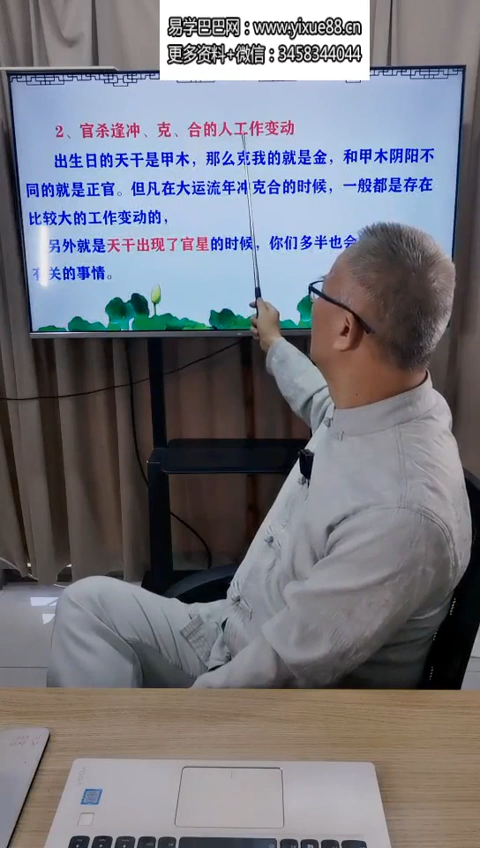 易学巴巴网：www.yixue88.cn
更多资料+微信：3458344044
2、官杀逢冲、克、合的人工作变动
出生日的天干是甲木，那么克我的就是金，和甲木阴阳不
同的就是正官。但凡在大运流年冲克合的时候，一般都是存在
比较大的工作变动的，
另外就是天干出现了官星的时候，你们多半也会
有关的事情。